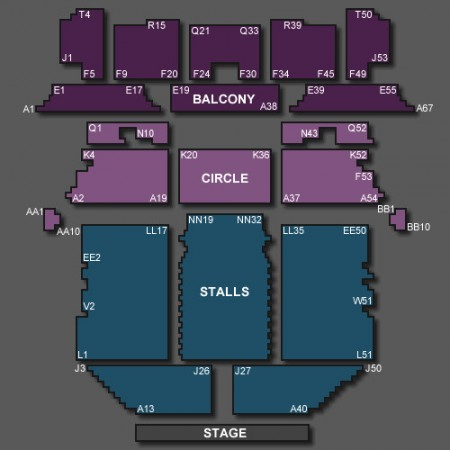 T4 R15 Q21 Q33 R39 T50
J1 J53
F5 F9 F20 F24 F30 F34 F45 F49
E1 E17 E19 E39 E55
BALCONY
A1 A38 A67
Q1 N10 N43 Q52
K4 K20 K36 K52
CIRCLE F53
A2 A19 A37 A54
AA1 BB1
AA10 BB10
NN19 NN32
LL17 LL35 EE50
EE2
STALLS
V2 W51
L1 L51
J3 J26 J27 J50
A13 A40
STAGE